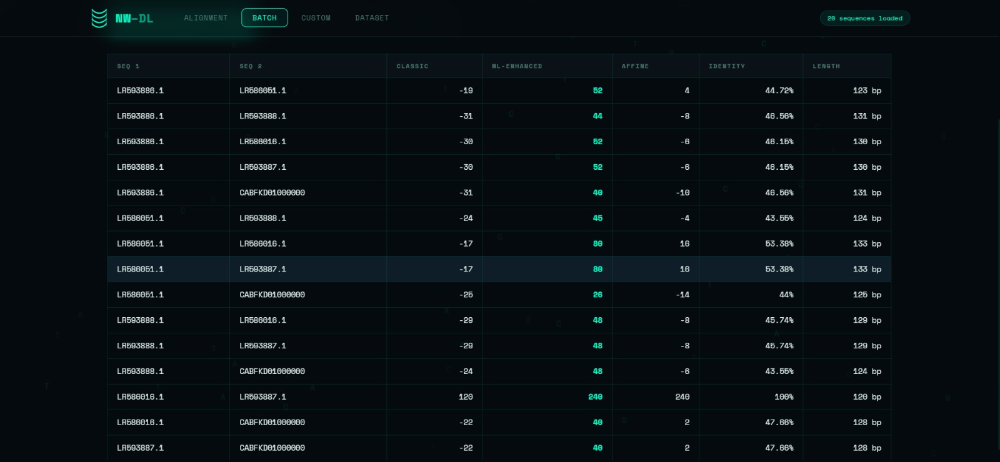 NW-DL ALIGNMENT BATCH CUSTOM DATASET 20 sequences loaded
SEQ 1 SEQ 2 CLASSIC ML-ENHANCED AFFINE IDENTITY LENGTH
LR593886.1 LR586051.1 -19 52 4 44.72% 123 bp
LR593886.1 LR593888.1 -31 44 -8 46.56% 131 bp
LR593886.1 LR586016.1 -30 52 -6 46.15% 130 bp
LR593886.1 LR593887.1 -30 52 -6 46.15% 130 bp
LR593886.1 CABFKD01000000 -31 40 -10 46.56% 131 bp
LR586051.1 LR593888.1 -24 45 -4 43.55% 124 bp
LR586051.1 LR586016.1 -17 80 16 53.38% 133 bp
LR586051.1 LR593887.1 -17 80 16 53.38% 133 bp
LR586051.1 CABFKD01000000 -25 26 -14 44% 125 bp
LR593888.1 LR586016.1 -29 48 -8 45.74% 129 bp
LR593888.1 LR593887.1 -29 48 -8 45.74% 129 bp
LR593888.1 CABFKD01000000 -24 48 -6 43.55% 124 bp
LR586016.1 LR593887.1 120 240 240 100% 120 bp
LR586016.1 CABFKD01000000 -22 40 2 47.66% 128 bp
LR593887.1 CABFKD01000000 -22 40 2 47.66% 128 bp